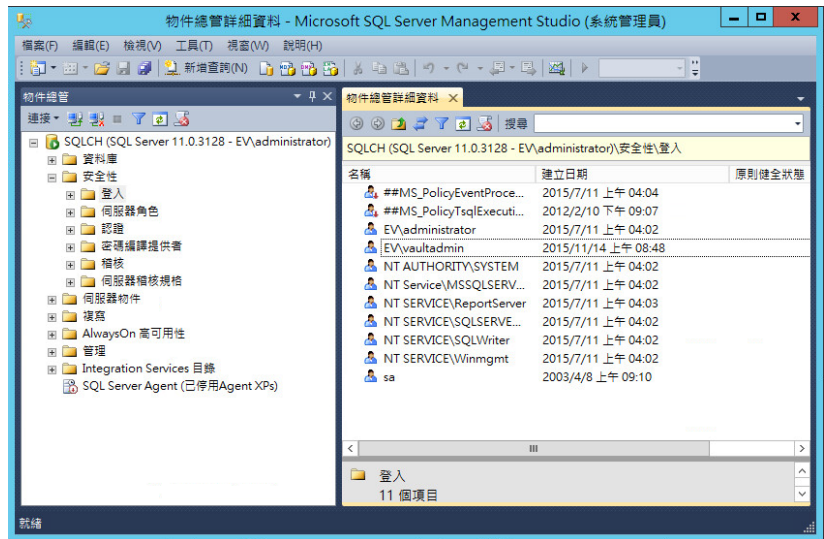 物件總管詳細資料 - Microsoft SQL Server Management Studio (系統管理員)
檔案(F) 編輯(E) 檢視(V) 工具(T) 視窗(W) 說明(H)
新增查詢(N)
物件總管
連接
SQLCH (SQL Server 11.0.3128 - EV\administrator)
資料庫
安全性
登入
伺服器角色
認證
密碼編譯提供者
稽核
伺服器稽核規格
伺服器物件
複寫
AlwaysOn 高可用性
管理
Integration Services 目錄
SQL Server Agent (已停用Agent XPs)
物件總管詳細資料
搜尋
SQLCH (SQL Server 11.0.3128 - EV\administrator)\安全性\登入
名稱 建立日期 原則健全狀態
##MS_PolicyEventProce... 2015/7/11 上午 04:04
##MS_PolicyTsqlExecuti... 2012/2/10 下午 09:07
EV\administrator 2015/7/11 上午 04:02
EV\vaultadmin 2015/11/14 上午 08:48
NT AUTHORITY\SYSTEM 2015/7/11 上午 04:02
NT Service\MSSQLSERV... 2015/7/11 上午 04:02
NT SERVICE\ReportServer 2015/7/11 上午 04:03
NT SERVICE\SQLSERVE... 2015/7/11 上午 04:02
NT SERVICE\SQLWriter 2015/7/11 上午 04:02
NT SERVICE\Winmgmt 2015/7/11 上午 04:02
sa 2003/4/8 上午 09:10
登入
11 個項目
就緒